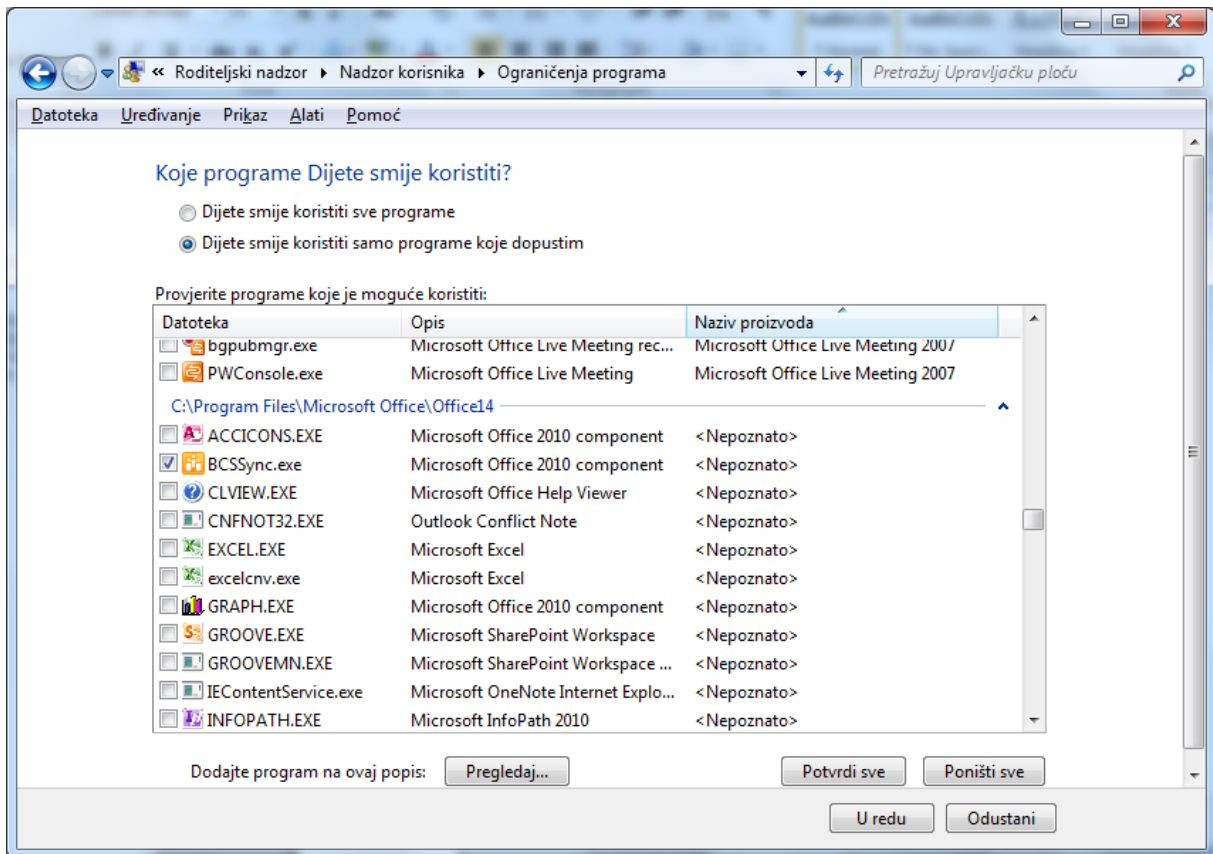 « Roditeljski nadzor ▸ Nadzor korisnika ▸ Ograničenja programa
Pretražuj Upravljačku ploču
Datoteka Uređivanje Prikaz Alati Pomoć
Koje programe Dijete smije koristiti?
Dijete smije koristiti sve programe
Dijete smije koristiti samo programe koje dopustim
Provjerite programe koje je moguće koristiti:
Datoteka Opis Naziv proizvoda
bgpubmgr.exe Microsoft Office Live Meeting rec... Microsoft Office Live Meeting 2007
PWConsole.exe Microsoft Office Live Meeting Microsoft Office Live Meeting 2007
C:\Program Files\Microsoft Office\Office14
ACCICONS.EXE Microsoft Office 2010 component <Nepoznato>
BCSSync.exe Microsoft Office 2010 component <Nepoznato>
CLVIEW.EXE Microsoft Office Help Viewer <Nepoznato>
CNFNOT32.EXE Outlook Conflict Note <Nepoznato>
EXCEL.EXE Microsoft Excel <Nepoznato>
excelcnv.exe Microsoft Excel <Nepoznato>
GRAPH.EXE Microsoft Office 2010 component <Nepoznato>
GROOVE.EXE Microsoft SharePoint Workspace <Nepoznato>
GROOVEMN.EXE Microsoft SharePoint Workspace ... <Nepoznato>
IEContentService.exe Microsoft OneNote Internet Explo... <Nepoznato>
INFOPATH.EXE Microsoft InfoPath 2010 <Nepoznato>
Dodajte program na ovaj popis: Pregledaj... Potvrdi sve Poništi sve
U redu Odustani